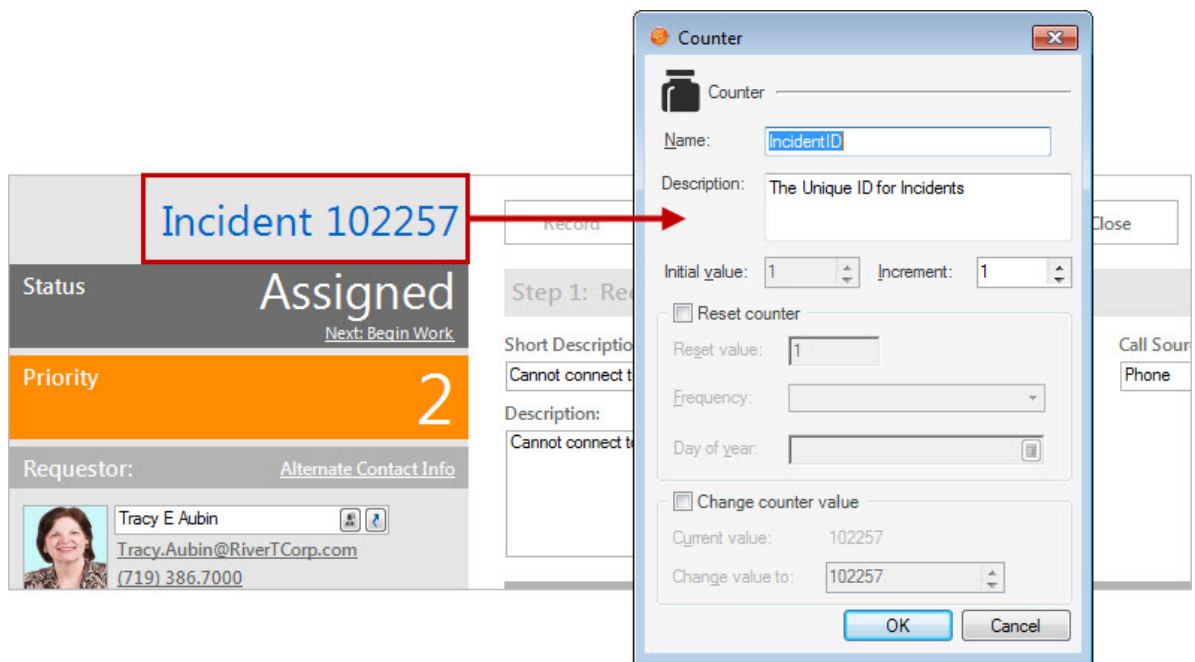 Counter
Counter
Name: IncidentID
Description: The Unique ID for Incidents
Initial value: 1 Increment: 1
Reset counter
Reset value: 1
Frequency:
Day of year:
Change counter value
Current value: 102257
Change value to: 102257
OK Cancel
Incident 102257
Status Assigned
Next: Begin Work
Priority 2
Requestor: Alternate Contact Info
Tracy E Aubin
Tracy.Aubin@RiverTCorp.com
(719) 386.7000
Record
Close
Step 1: Re
Short Descriptio
Cannot connect t
Description:
Cannot connect to
Call Sour
Phone